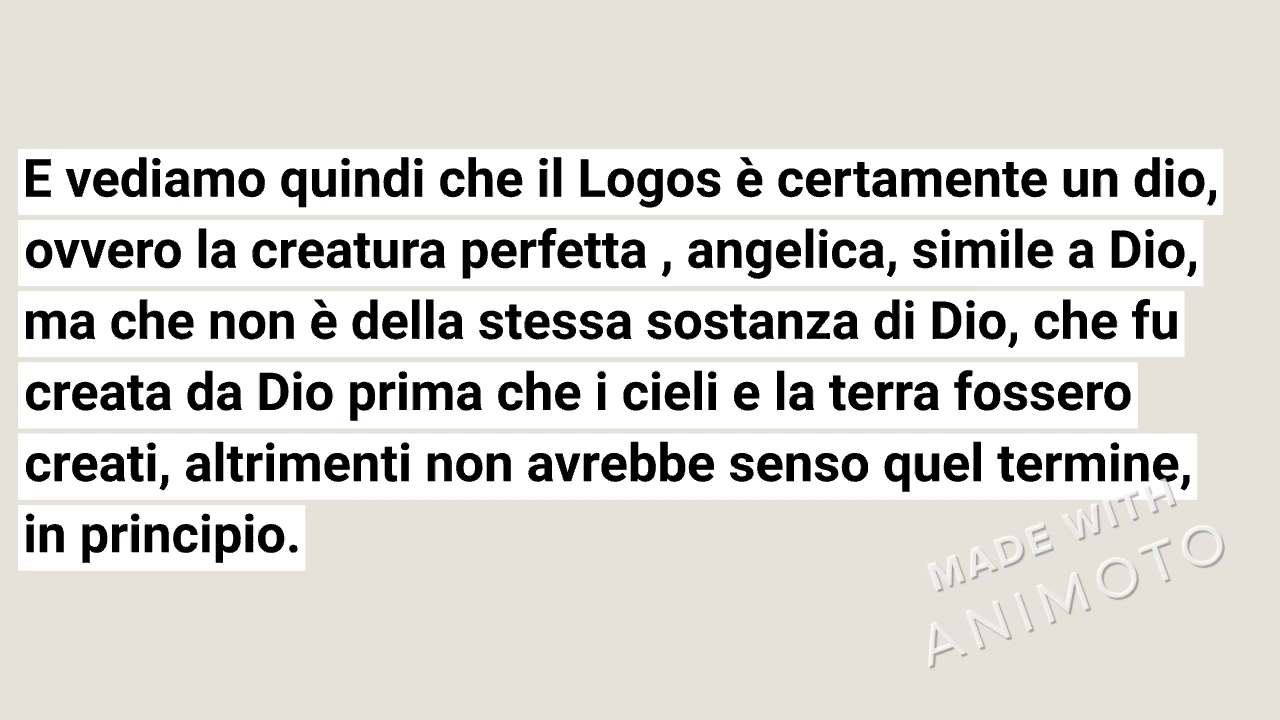 E vediamo quindi che il Logos è certamente un dio,
ovvero la creatura perfetta , angelica, simile a Dio,
ma che non è della stessa sostanza di Dio, che fu
creata da Dio prima che i cieli e la terra fossero
creati, altrimenti non avrebbe senso quel termine,
in principio.
MADE WITH
ANIMOTO